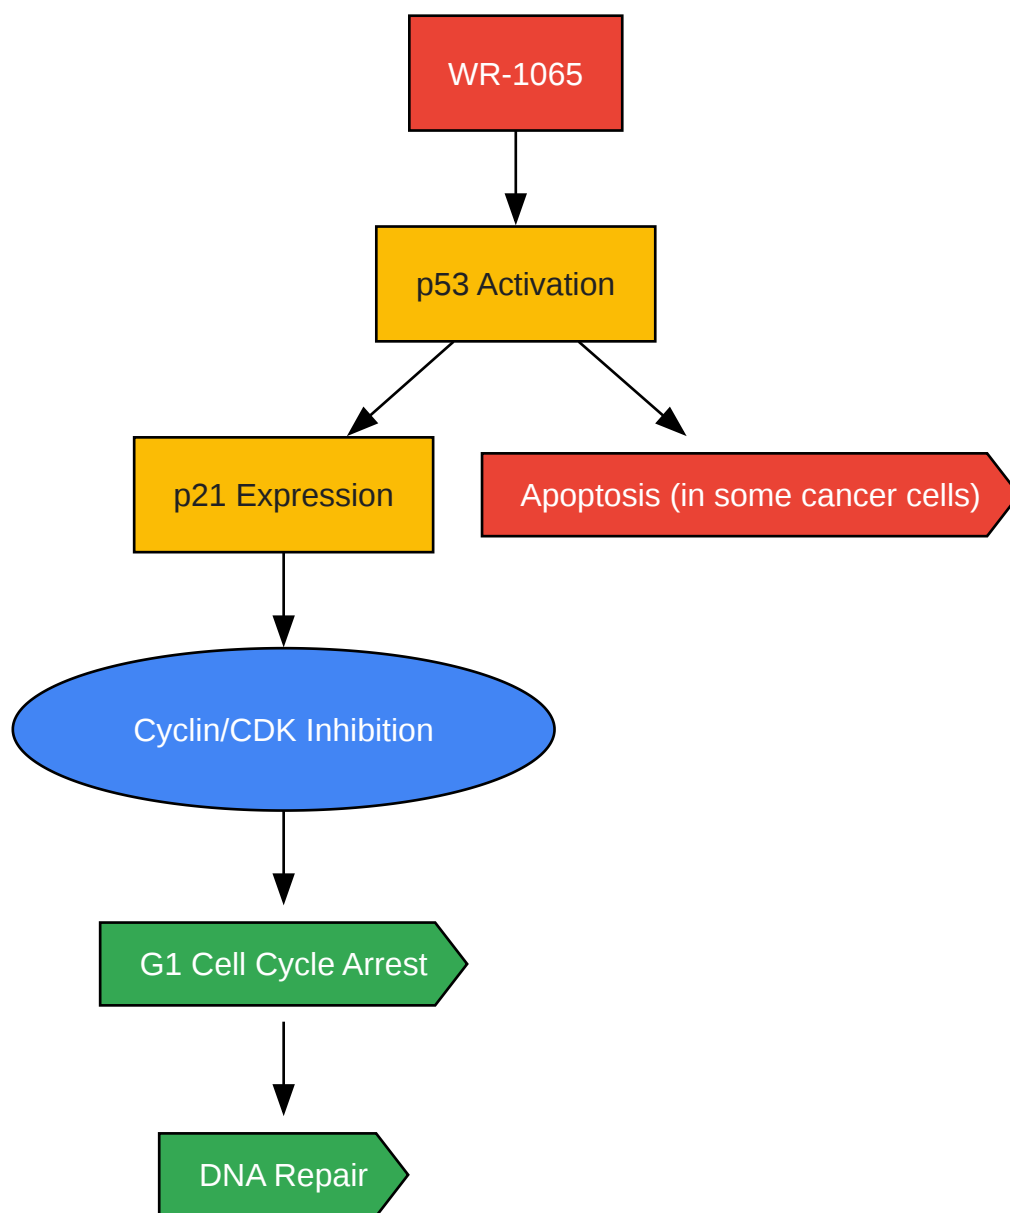 WR-1065
p53 Activation
p21 Expression
Apoptosis (in some cancer cells)
Cyclin/CDK Inhibition
G1 Cell Cycle Arrest
DNA Repair